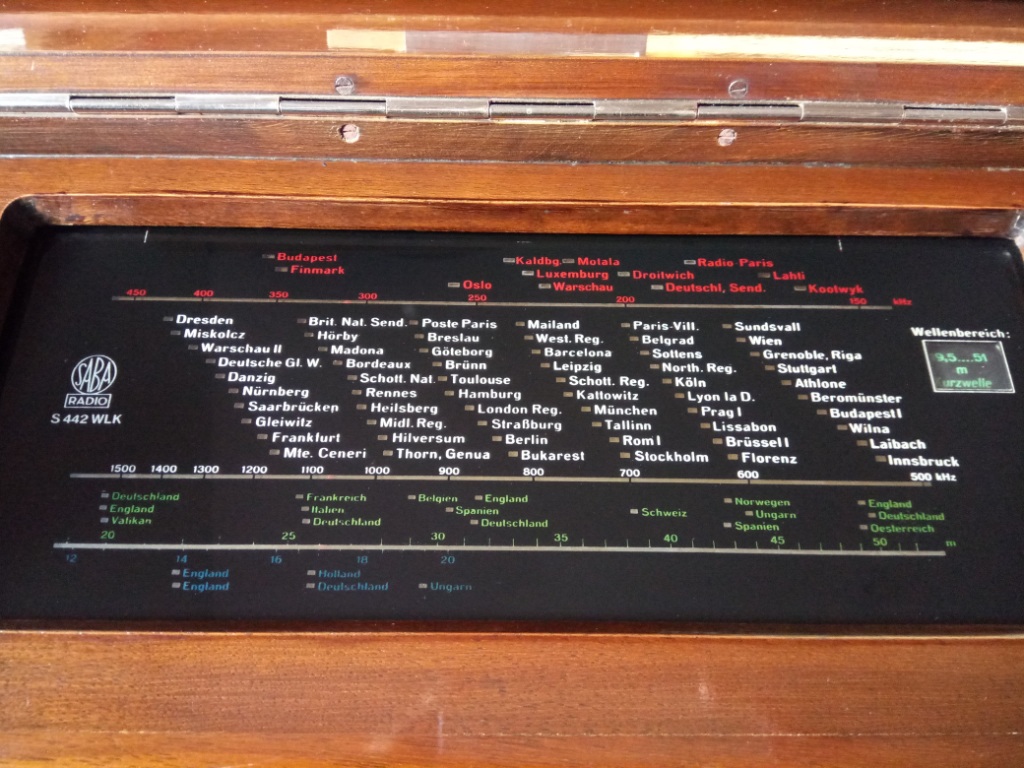 Budapest Kaldbg. Motala Radio-Paris
Finmark Luxemburg Droitwich Lahti
Oslo Warschau Deutschl. Send. Kootwyk
450 400 350 300 250 200 150 kHz
Dresden Brit. Nat. Send. Poste Paris Mailand Paris-Vill. Sundsvall
Miskolcz Hörby Breslau West. Reg. Belgrad Wien
Warschau II Madona Göteborg Barcelona Sottens Grenoble, Riga
Deutsche Gl. W. Bordeaux Brünn Leipzig North. Reg. Stuttgart
Danzig Schott. Nat. Toulouse Schott. Reg. Köln Athlone
Nürnberg Rennes Hamburg Kattowitz Lyon la D. Beromünster
Saarbrücken Heilsberg London Reg. München Prag I Budapest I
Gleiwitz Midl. Reg. Straßburg Tallinn Lissabon Wilna
Frankfurt Hilversum Berlin Rom I Brüssel I Laibach
Mte. Ceneri Thorn, Genua Bukarest Stockholm Florenz Innsbruck
1500 1400 1300 1200 1100 1000 900 800 700 600 500 kHz
SABA
RADIO
S 442 WLK
Wellenbereich:
9,5....51
m
urzwelle
Deutschland Frankreich Belgien England Norwegen England
England Italien Spanien Schweiz Ungarn Deutschland
Vatikan Deutschland Deutschland Spanien Oesterreich
20 25 30 35 40 45 50 m
12 14 16 18 20
England Holland
England Deutschland Ungarn